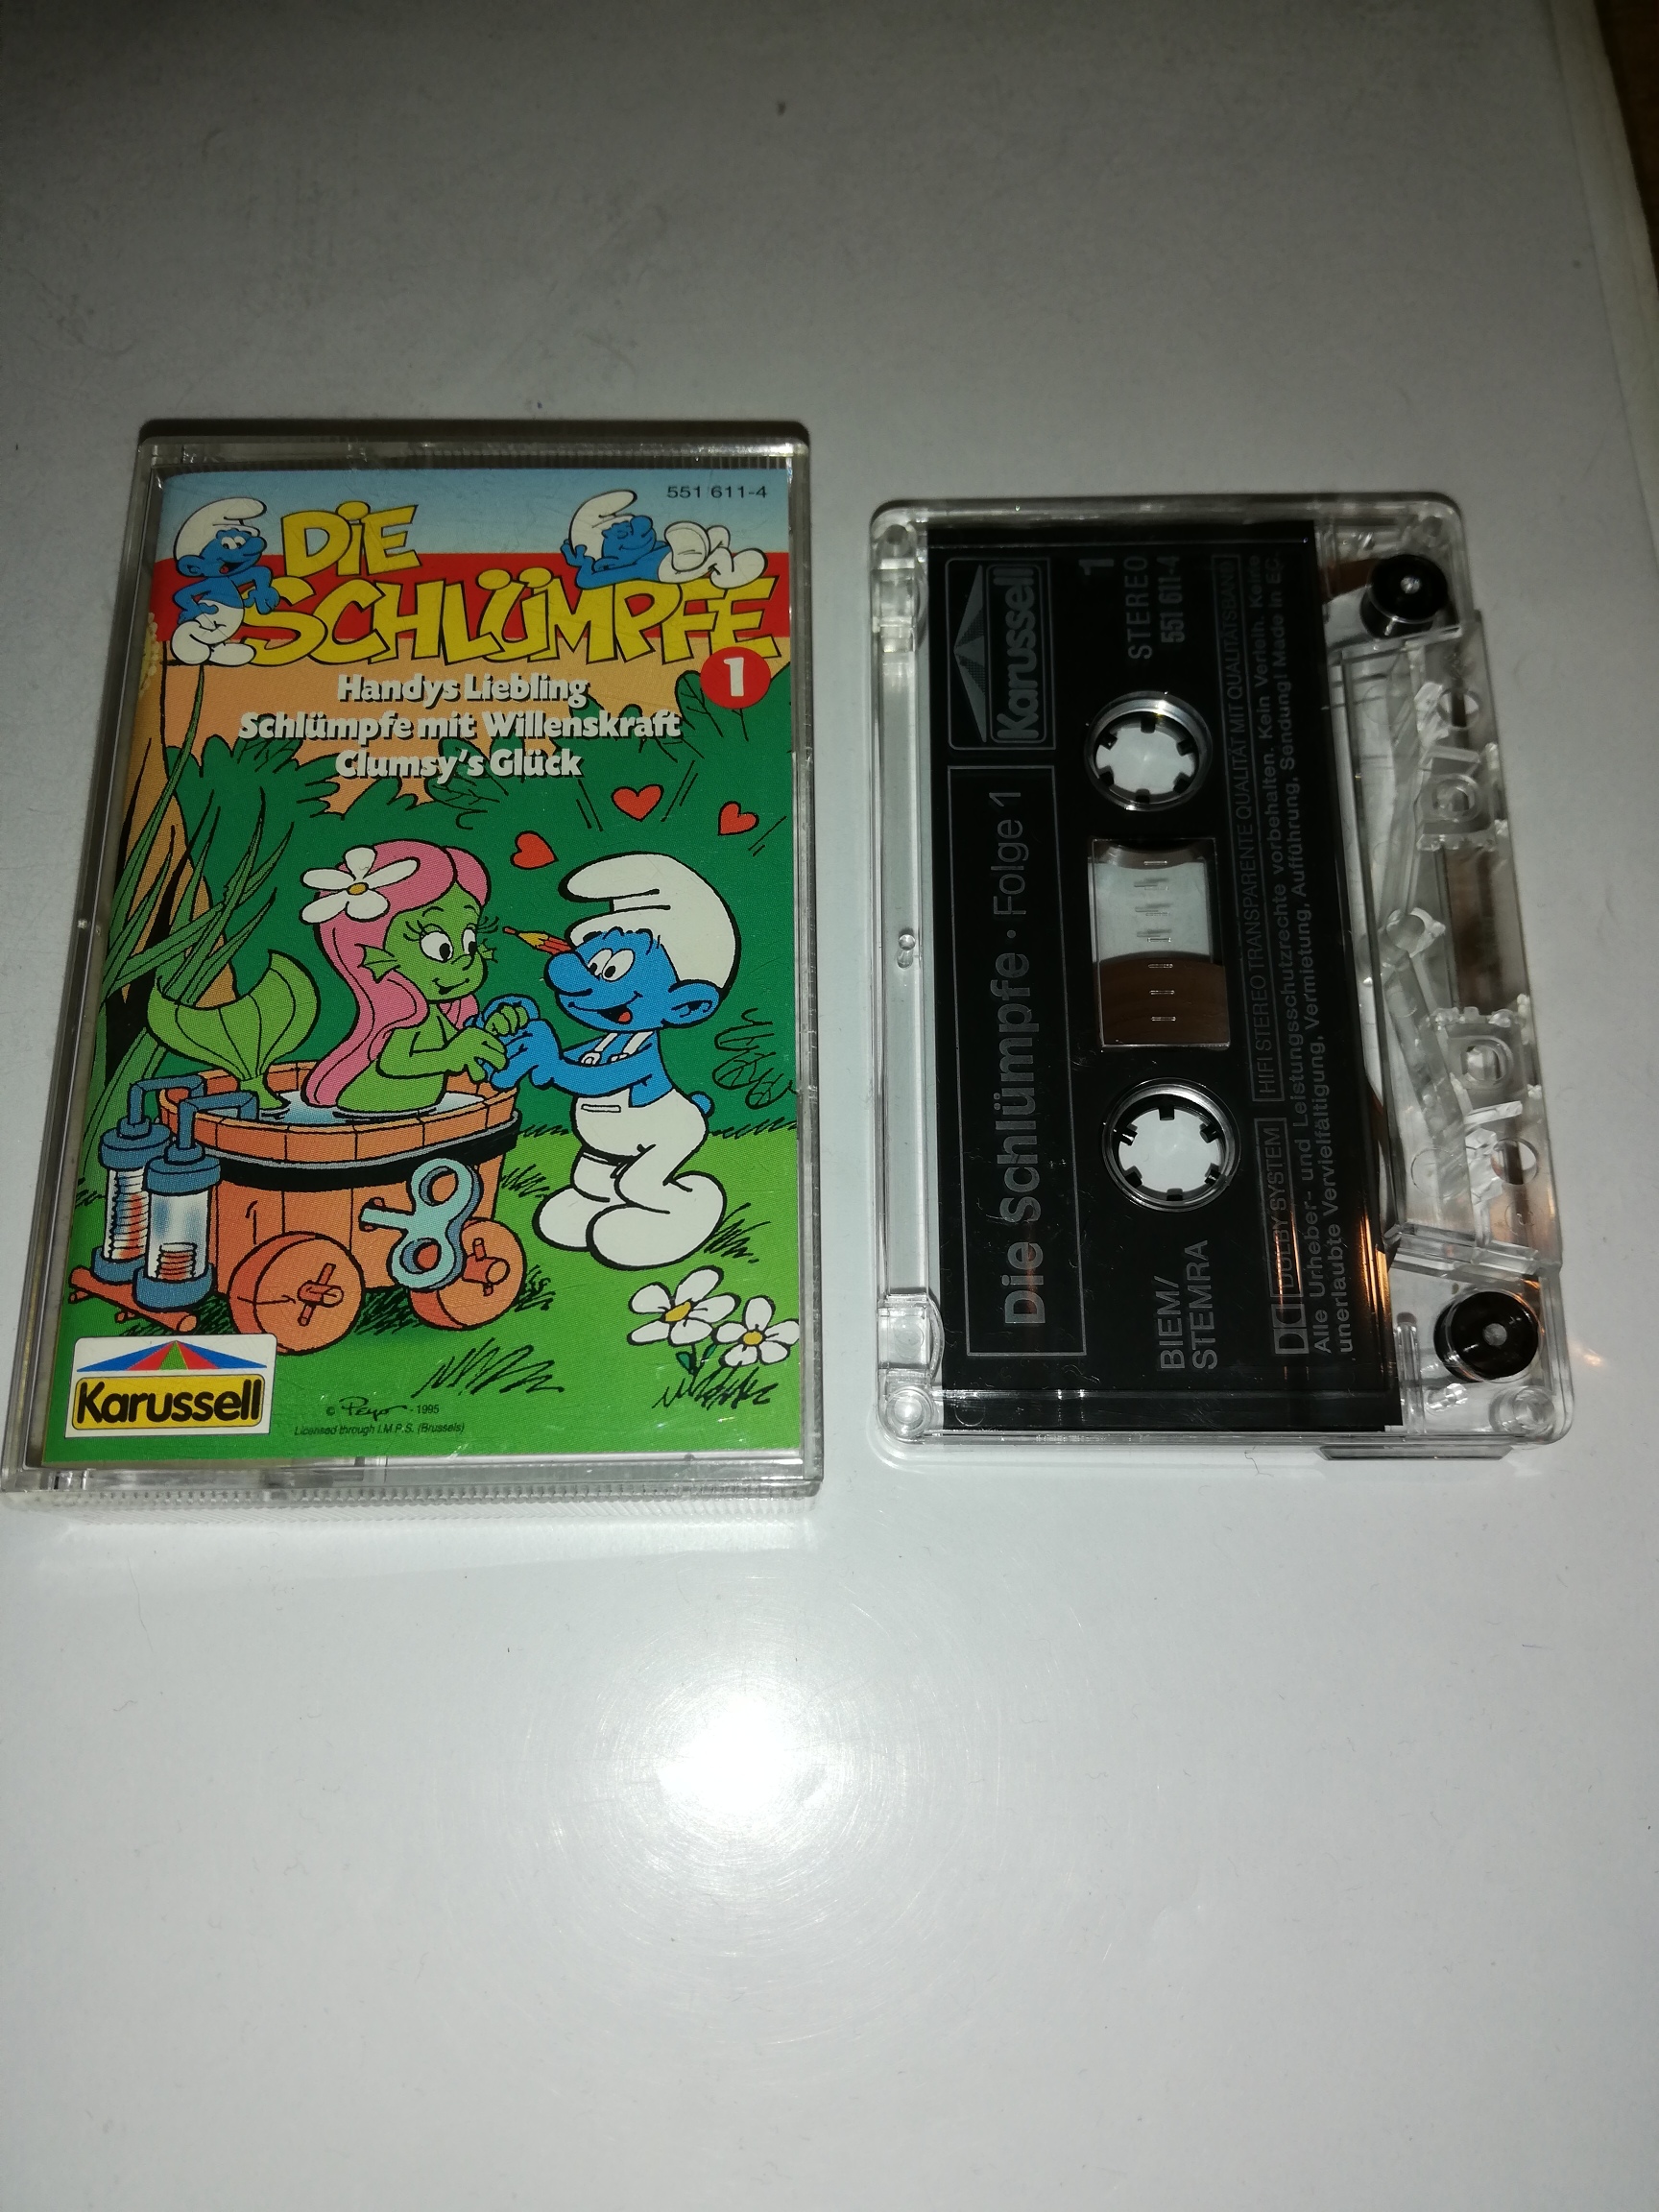 551 611-4
DiE
SCHLÜMPFE
1
Handys Liebling
Schlümpfe mit Willenskraft
Clumsy's Glück
Karussell
© Peyo - 1995
Licensed through I.M.P.S. (Brussels)
Karussell
1
STEREO
551 611-4
Die Schlümpfe · Folge 1
BIEM/
STEMRA
DOLBY SYSTEM
HIFI STEREO TRANSPARENTE QUALITÄT MIT QUALITÄTSBAND
Alle Urheber- und Leistungsschutzrechte vorbehalten. Kein Verleih. Keine
unerlaubte Vervielfältigung, Vermietung, Aufführung, Sendung! Made in EC.